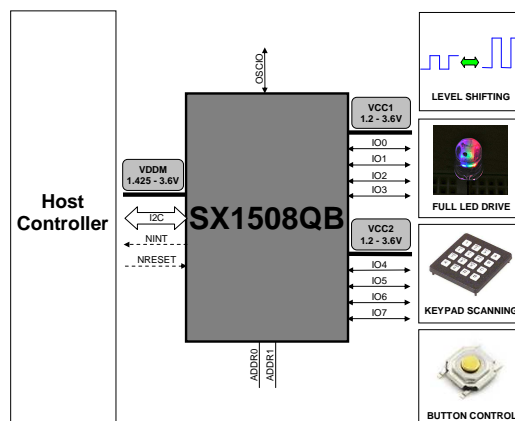 OSCIO
VCC1
1.2 - 3.6V
LEVEL SHIFTING
IO0
IO1
IO2
IO3
VDDM
1.425 - 3.6V
FULL LED DRIVE
Host
Controller
I2C
SX1508QB
VCC2
1.2 - 3.6V
NINT
NRESET
IO4
IO5
IO6
IO7
KEYPAD SCANNING
ADDR0
ADDR1
BUTTON CONTROL